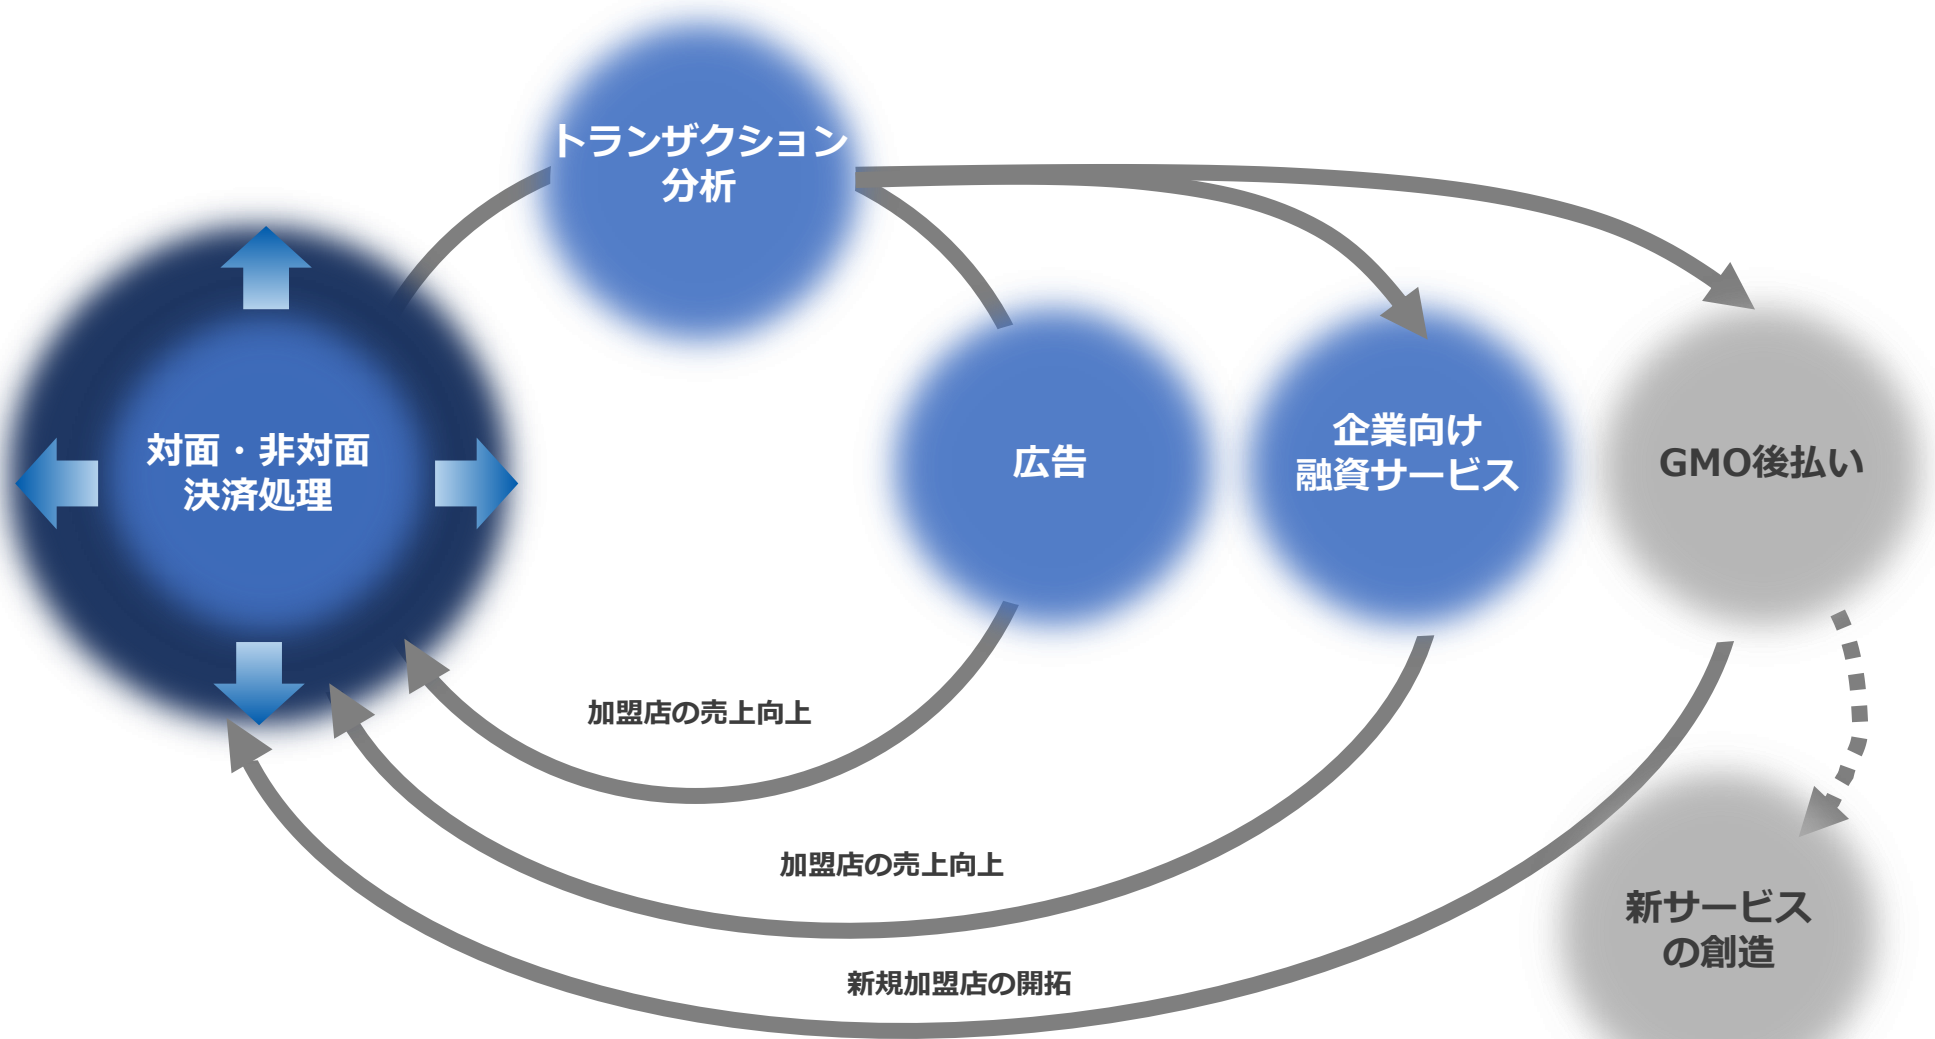 トランザクション
分析
対面・非対面
決済処理
広告
企業向け
融資サービス
GMO後払い
加盟店の売上向上
加盟店の売上向上
新規加盟店の開拓
新サービス
の創造